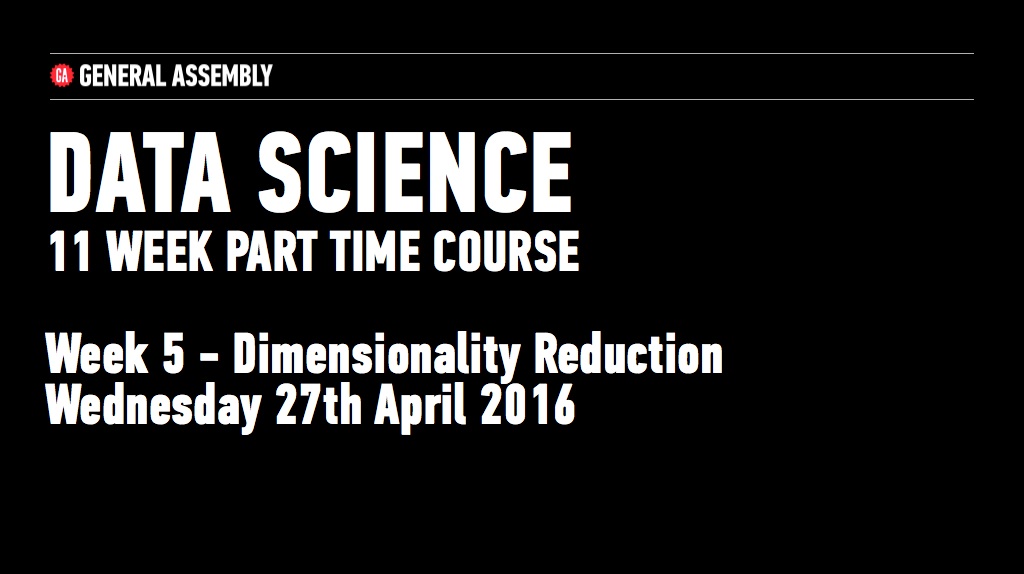 GA GENERAL ASSEMBLY
DATA SCIENCE
11 WEEK PART TIME COURSE
Week 5 – Dimensionality Reduction
Wednesday 27th April 2016